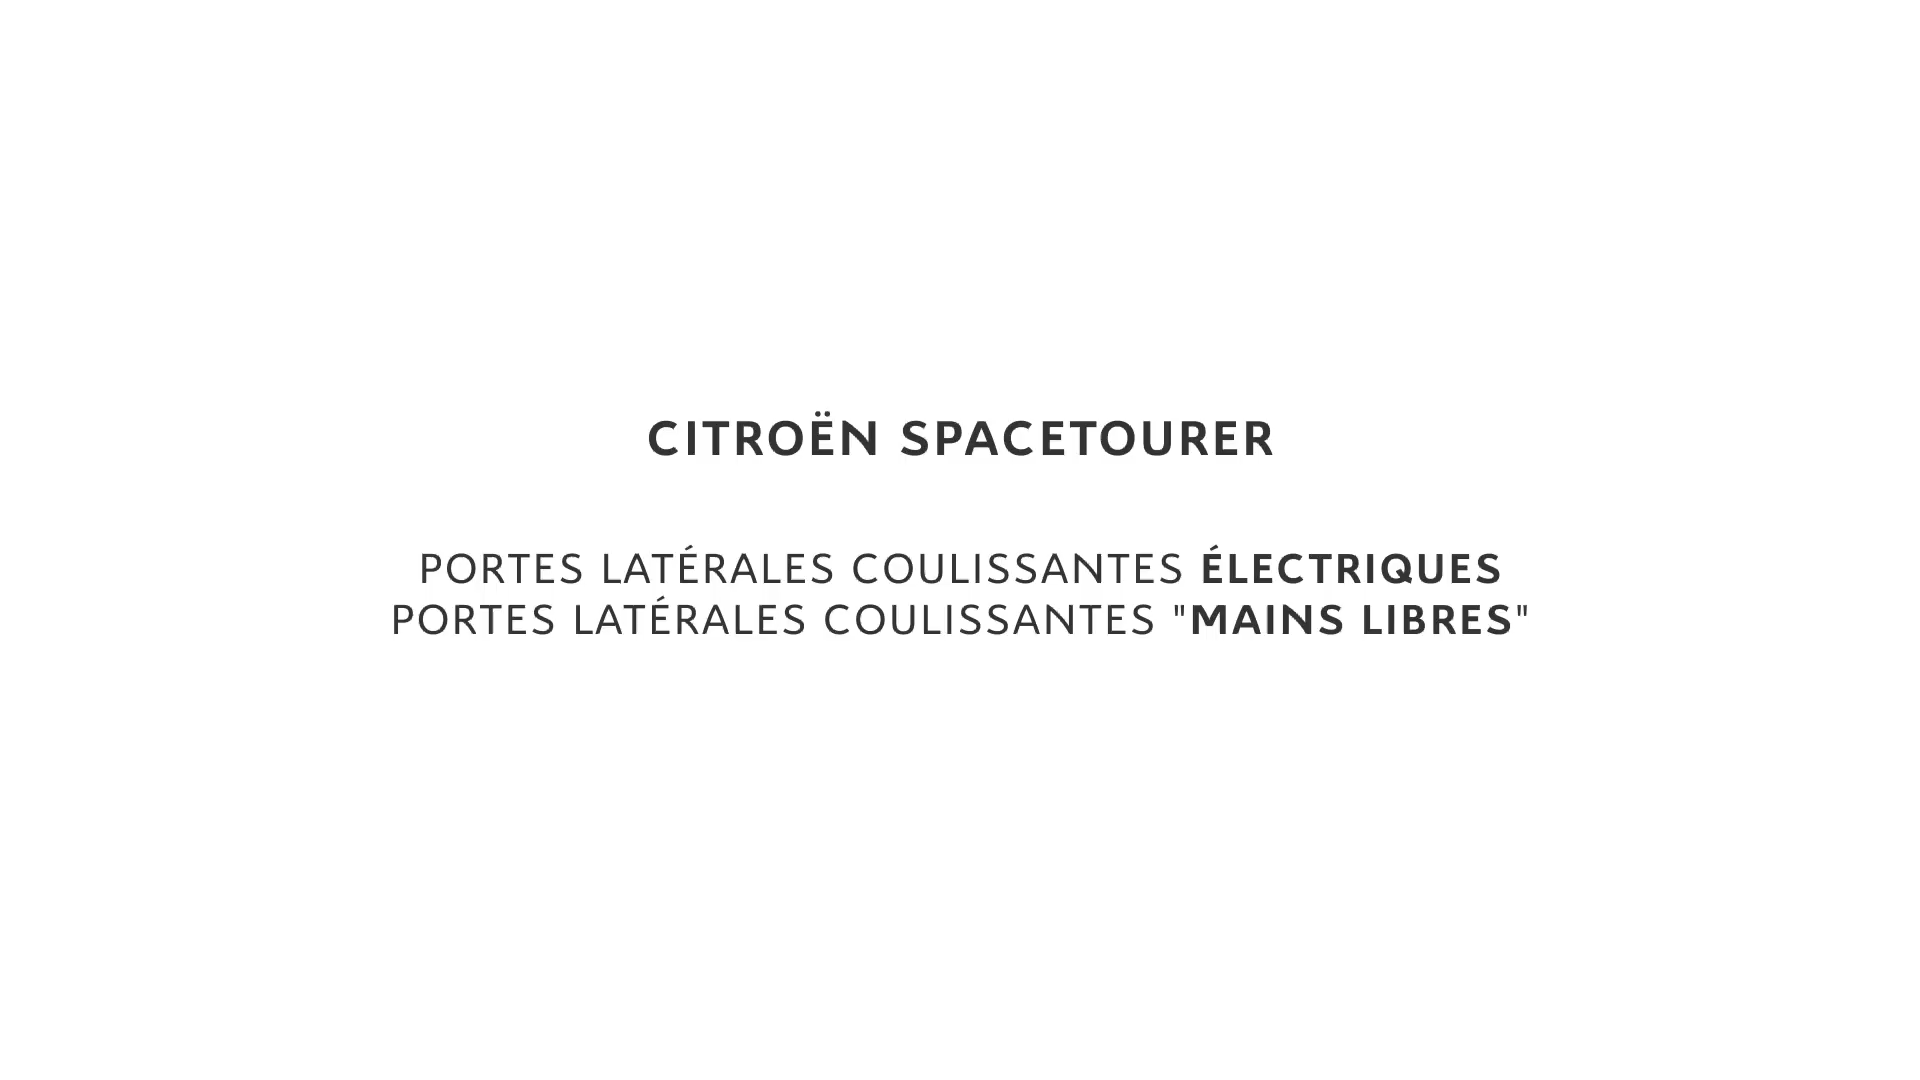 CITROËN SPACETOURER
PORTES LATÉRALES COULISSANTES ÉLECTRIQUES
PORTES LATÉRALES COULISSANTES "MAINS LIBRES"